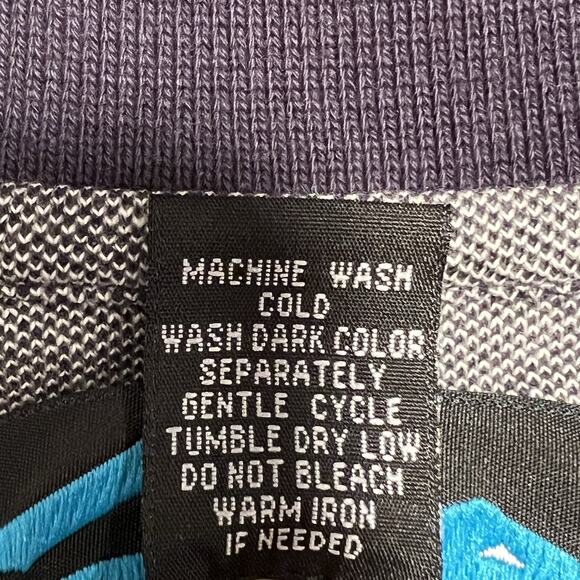 MACHINE WASH
COLD
WASH DARK COLOR
SEPARATELY
GENTLE CYCLE
TUMBLE DRY LOW
DO NOT BLEACH
WARM IRON
IF NEEDED